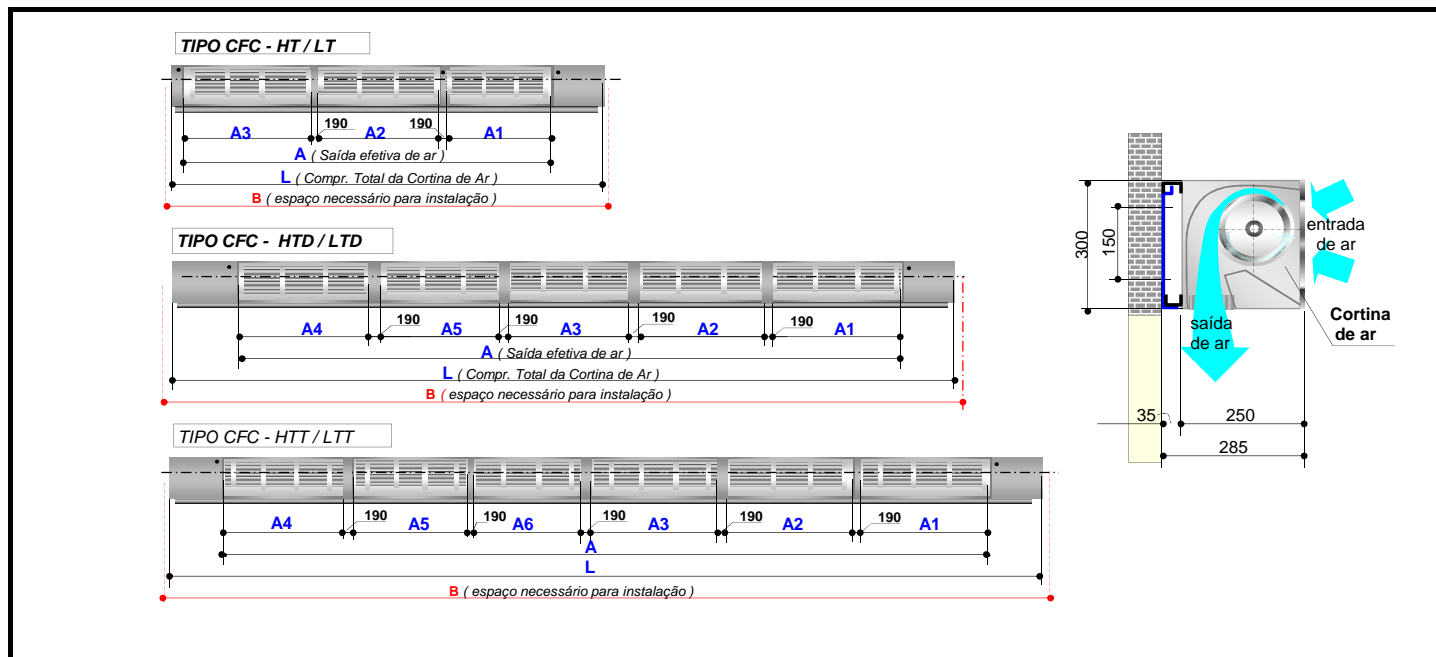 TIPO CFC - HT / LT
A3 190 A2 190 A1
A ( Saída efetiva de ar )
L ( Compr. Total da Cortina de Ar )
B ( espaço necessário para instalação )
TIPO CFC - HTD / LTD
A4 190 A5 190 A3 190 A2 190 A1
A ( Saída efetiva de ar )
L ( Compr. Total da Cortina de Ar )
B ( espaço necessário para instalação )
TIPO CFC - HTT / LTT
A4 190 A5 190 A6 190 A3 190 A2 190 A1
A
L
B ( espaço necessário para instalação )
300
150
entrada
de ar
saída
de ar
Cortina
de ar
35
250
285